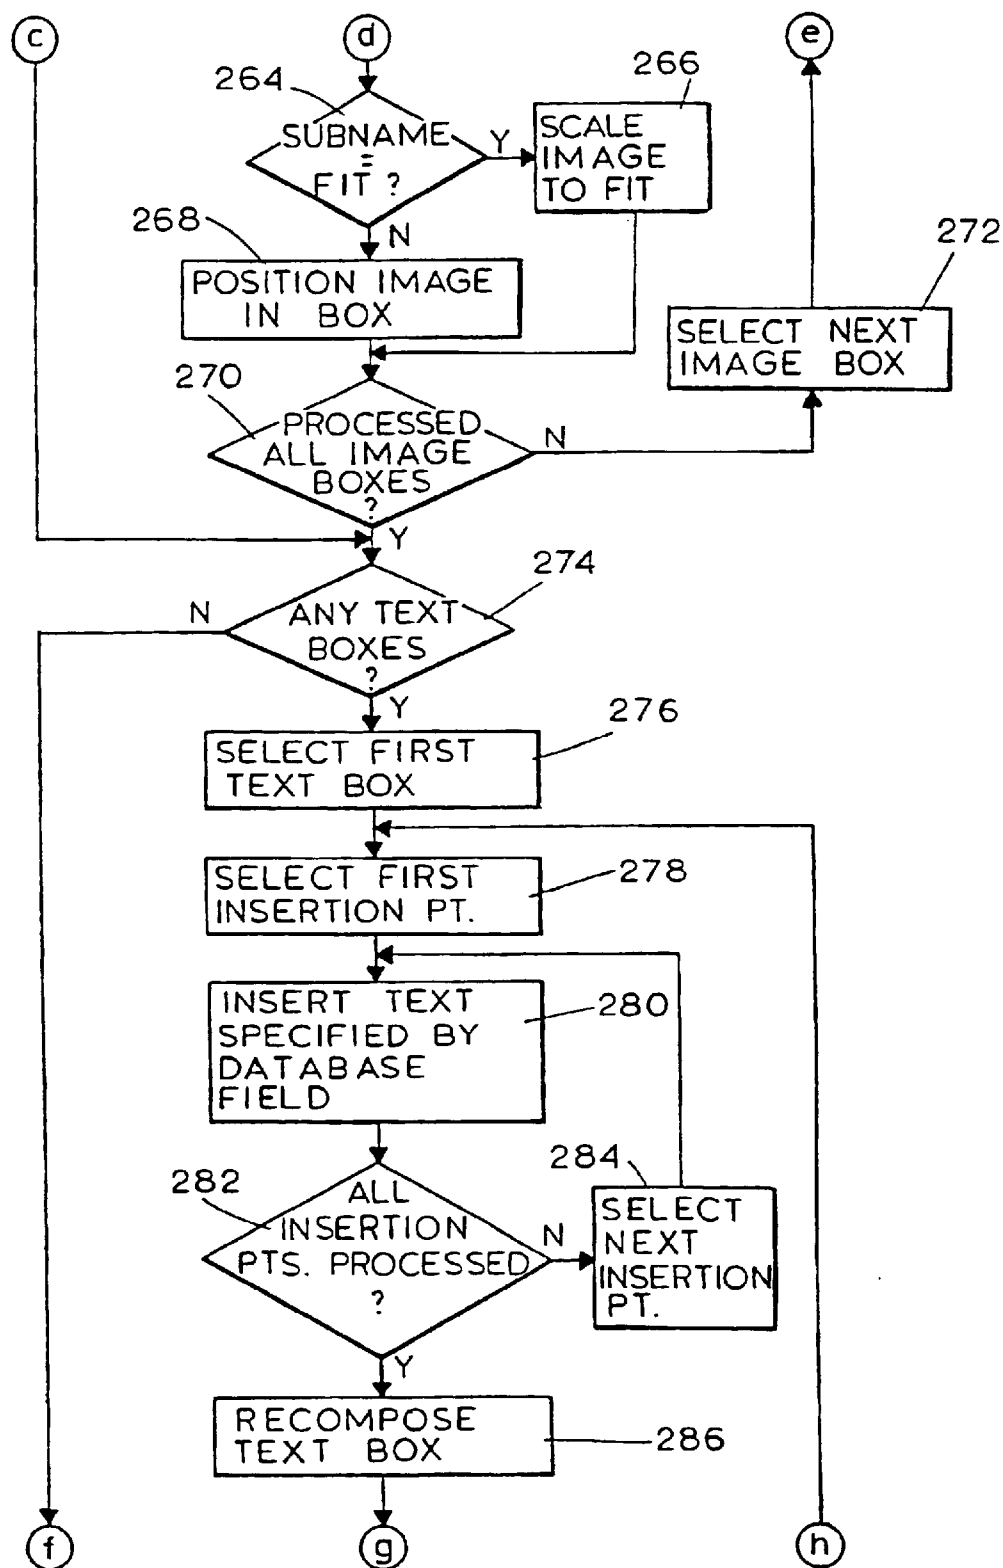 c
d
e
264
266
SUBNAME
=
FIT ?
Y
SCALE
IMAGE
TO FIT
N
268
272
POSITION IMAGE
IN BOX
SELECT NEXT
IMAGE BOX
270
PROCESSED
ALL IMAGE
BOXES
?
N
Y
274
N
ANY TEXT
BOXES
?
Y
276
SELECT FIRST
TEXT BOX
278
SELECT FIRST
INSERTION PT.
280
INSERT TEXT
SPECIFIED BY
DATABASE
FIELD
282
284
ALL
INSERTION
PTS. PROCESSED
?
N
SELECT
NEXT
INSERTION
PT.
Y
RECOMPOSE
TEXT BOX
286
f
g
h